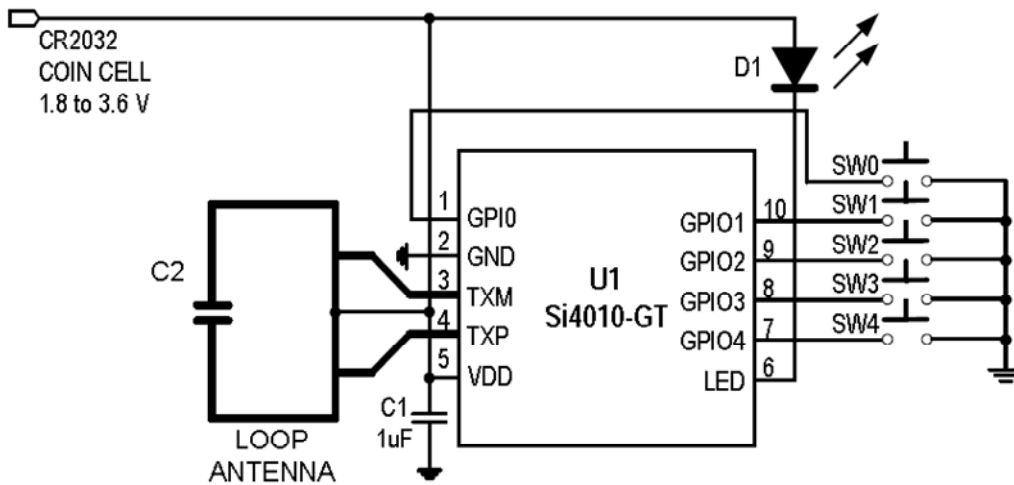 CR2032
COIN CELL
1.8 to 3.6 V
D1
SW0
1
GPI0
GPIO1
10
SW1
2
GND
GPIO2
9
SW2
C2
3
TXM
U1
GPIO3
8
SW3
4
TXP
Si4010-GT
GPIO4
7
SW4
5
VDD
LED
6
C1
1uF
LOOP
ANTENNA